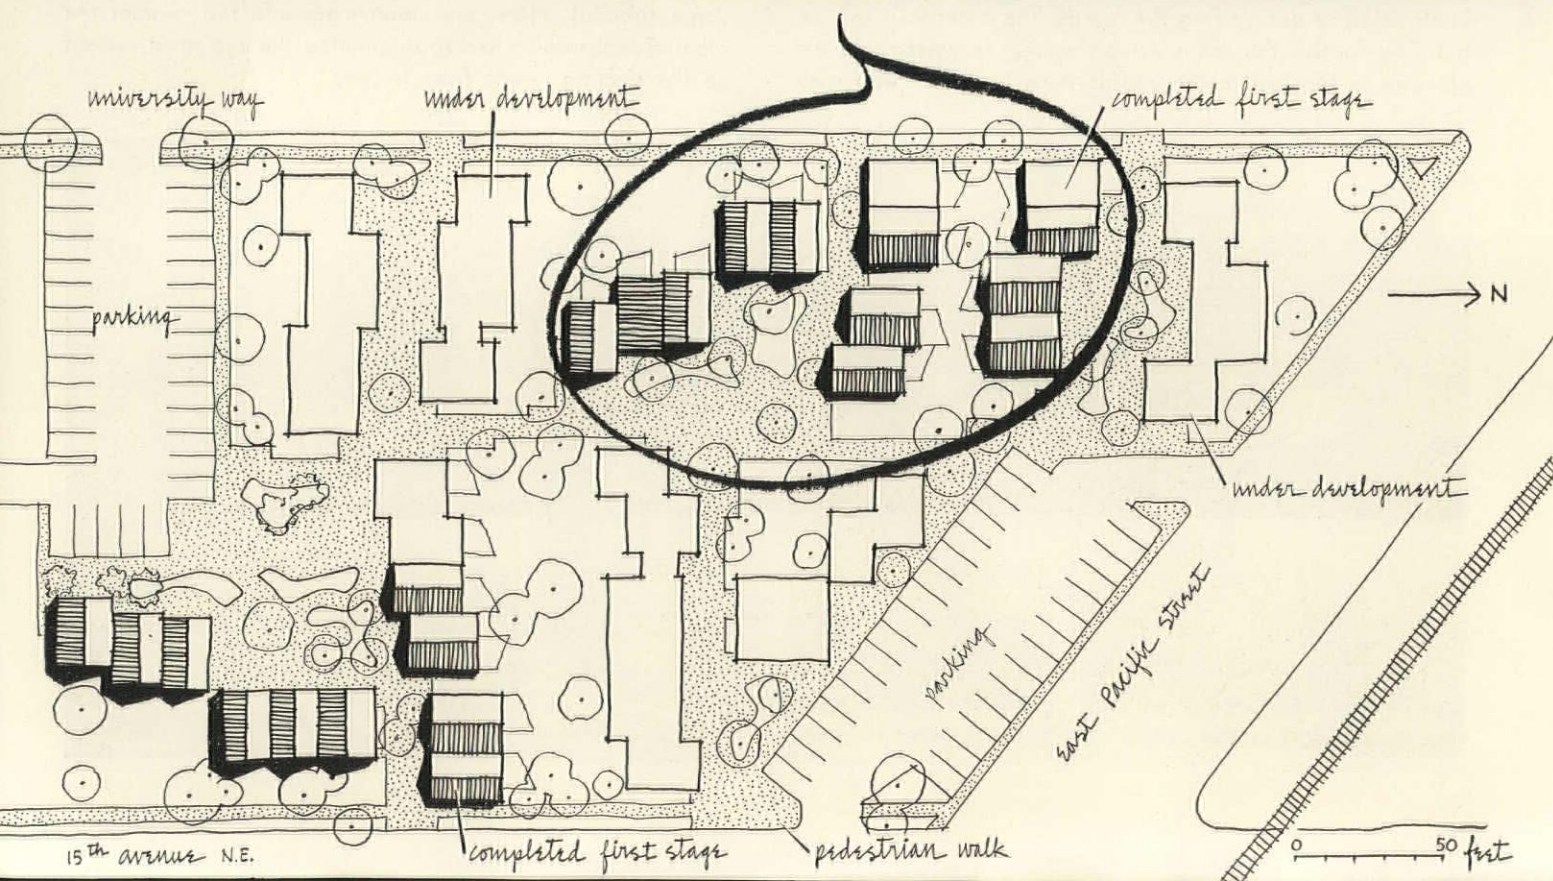 university way
under development
completed first stage
parking
N
under development
parking
East Pacific Street
15th avenue N.E.
completed first stage
pedestrian walk
0 50 feet